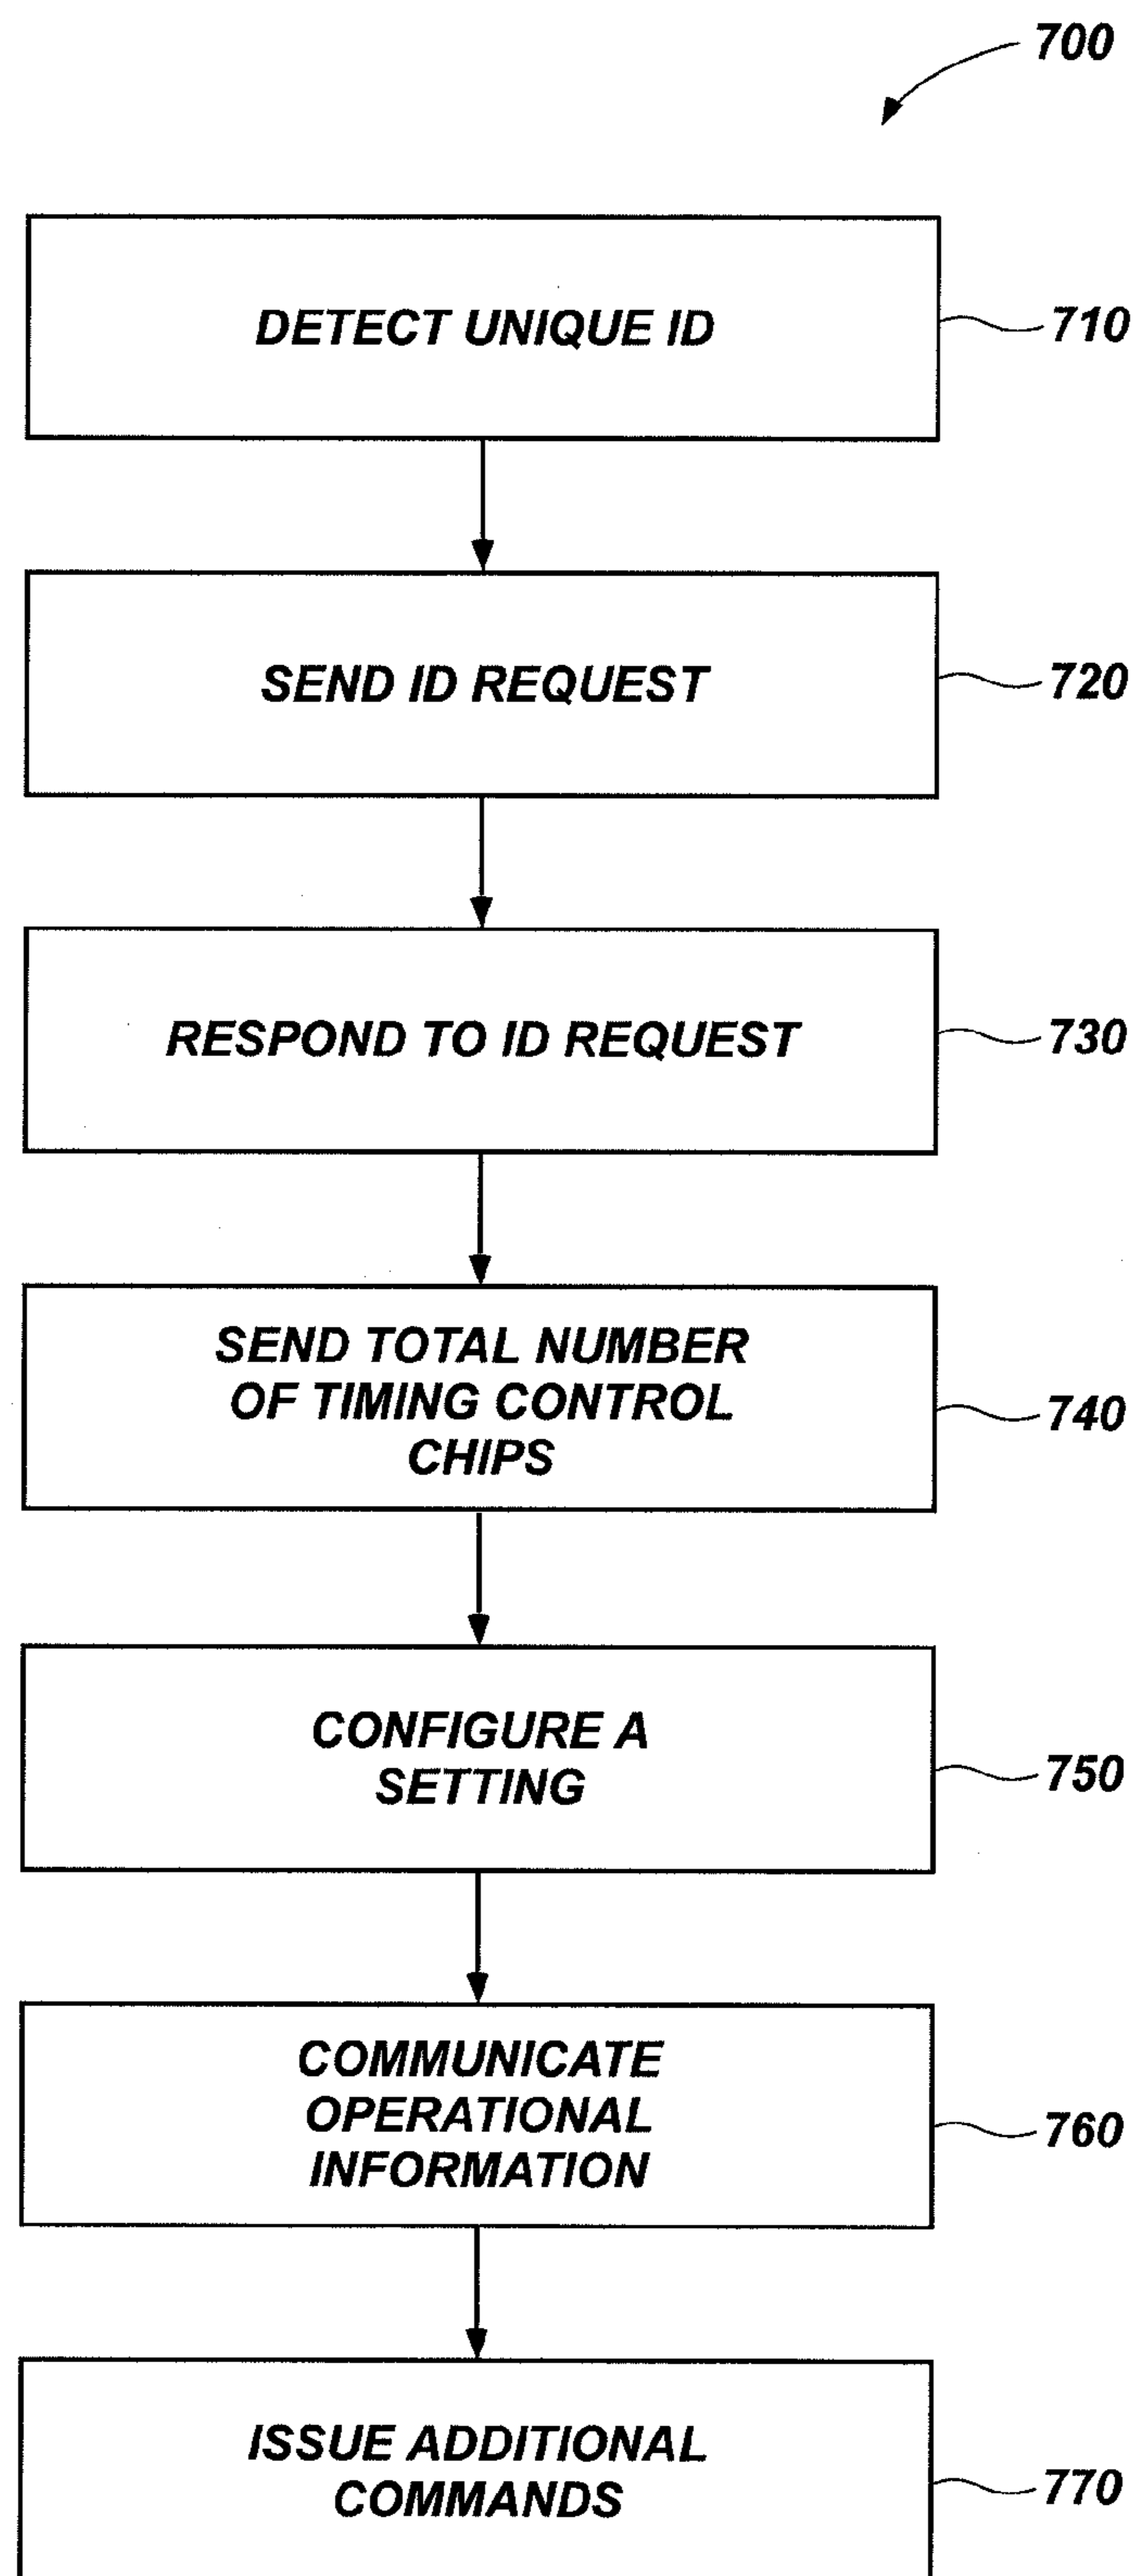 700
DETECT UNIQUE ID
710
SEND ID REQUEST
720
RESPOND TO ID REQUEST
730
SEND TOTAL NUMBER
OF TIMING CONTROL
CHIPS
740
CONFIGURE A
SETTING
750
COMMUNICATE
OPERATIONAL
INFORMATION
760
ISSUE ADDITIONAL
COMMANDS
770